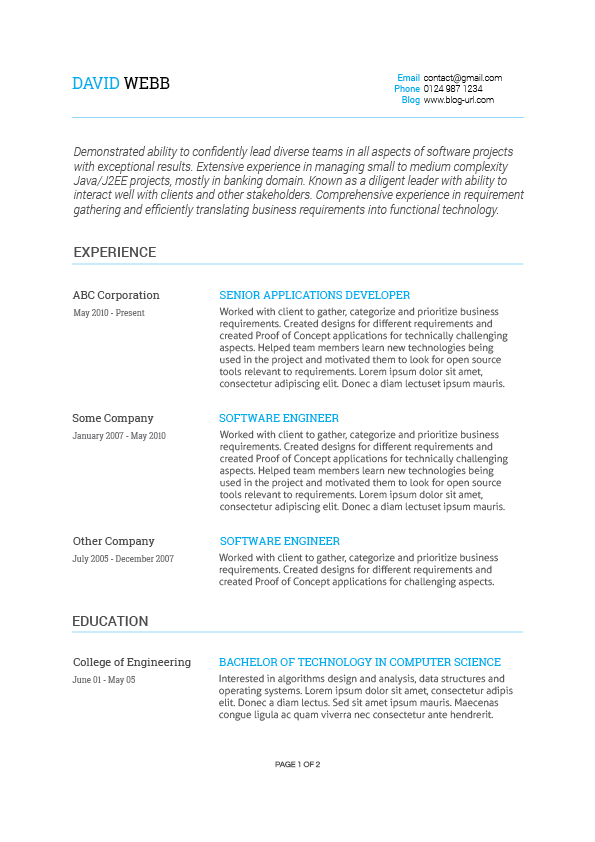 DAVID WEBB
Email contact@gmail.com
Phone 0124 987 1234
Blog www.blog-url.com
Demonstrated ability to confidently lead diverse teams in all aspects of software projects
with exceptional results. Extensive experience in managing small to medium complexity
Java/J2EE projects, mostly in banking domain. Known as a diligent leader with ability to
interact well with clients and other stakeholders. Comprehensive experience in requirement
gathering and efficiently translating business requirements into functional technology.
EXPERIENCE
ABC Corporation
May 2010 - Present
SENIOR APPLICATIONS DEVELOPER
Worked with client to gather, categorize and prioritize business
requirements. Created designs for different requirements and
created Proof of Concept applications for technically challenging
aspects. Helped team members learn new technologies being
used in the project and motivated them to look for open source
tools relevant to requirements. Lorem ipsum dolor sit amet,
consectetur adipiscing elit. Donec a diam lectuset ipsum mauris.
Some Company
January 2007 - May 2010
SOFTWARE ENGINEER
Worked with client to gather, categorize and prioritize business
requirements. Created designs for different requirements and
created Proof of Concept applications for technically challenging
aspects. Helped team members learn new technologies being
used in the project and motivated them to look for open source
tools relevant to requirements. Lorem ipsum dolor sit amet,
consectetur adipiscing elit. Donec a diam lectuset ipsum mauris.
Other Company
July 2005 - December 2007
SOFTWARE ENGINEER
Worked with client to gather, categorize and prioritize business
requirements. Created designs for different requirements and
created Proof of Concept applications for challenging aspects.
EDUCATION
College of Engineering
June 01 - May 05
BACHELOR OF TECHNOLOGY IN COMPUTER SCIENCE
Interested in algorithms design and analysis, data structures and
operating systems. Lorem ipsum dolor sit amet, consectetur adipis
elit. Donec a diam lectus. Sed sit amet ipsum mauris. Maecenas
congue ligula ac quam viverra nec consectetur ante hendrerit.
PAGE 1 OF 2